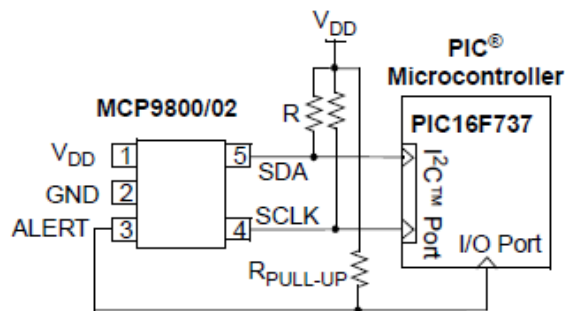 VDD
PIC®
Microcontroller
MCP9800/02
PIC16F737
R
VDD 1
5
SDA
GND 2
I²C™ Port
ALERT 3
4
SCLK
I/O Port
RPULL-UP